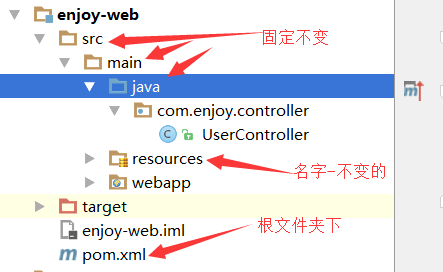 enjoy-web
src
固定不变
main
java
com.enjoy.controller
C UserController
resources
名字-不变的
webapp
target
enjoy-web.iml
根文件夹下
m pom.xml
m